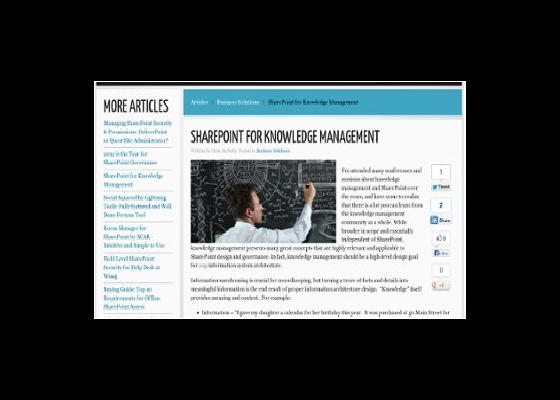 MORE ARTICLES
Managing SharePoint Security
& Permissions: DeliverPoint
or Quest Site Administrator?
2012 is the Year for
SharePoint Governance
SharePoint for Knowledge
Management
Social Squared by Lightning
Tools: Fully-featured and Well
Done Forums Tool
Room Manager for
SharePoint by ACAR -
Intuitive and Simple to Use
Field Level SharePoint
Security for Help Desk at
Buying Guide: Top 10
Requirements for Offline
SharePoint Access
Articles
Business Solutions
SharePoint for Knowledge Management
SHAREPOINT FOR KNOWLEDGE MANAGEMENT
Posted in Business Solutions
I've attended many conferences and
sessions about knowledge
management and SharePoint over
the years, and have come to realize
that there is a lot you can learn from
the knowledge management
community as a whole. While
broader in scope and essentially
independent of SharePoint,
knowledge management presents many great concepts that are highly relevant and applicable to
SharePoint design and governance. In fact, knowledge management should be a high-level design goal
for any information system architecture.
Information warehousing is crucial for recordkeeping, but turning a trove of facts and details into
meaningful information is the end result of proper information architecture design. "Knowledge" itself
provides meaning and context. For example:
• Information – "I gave my daughter a calendar for her birthday this year. It was purchased at 50 Main Street for
1
Tweet
2
Share
0
Like
0
+1